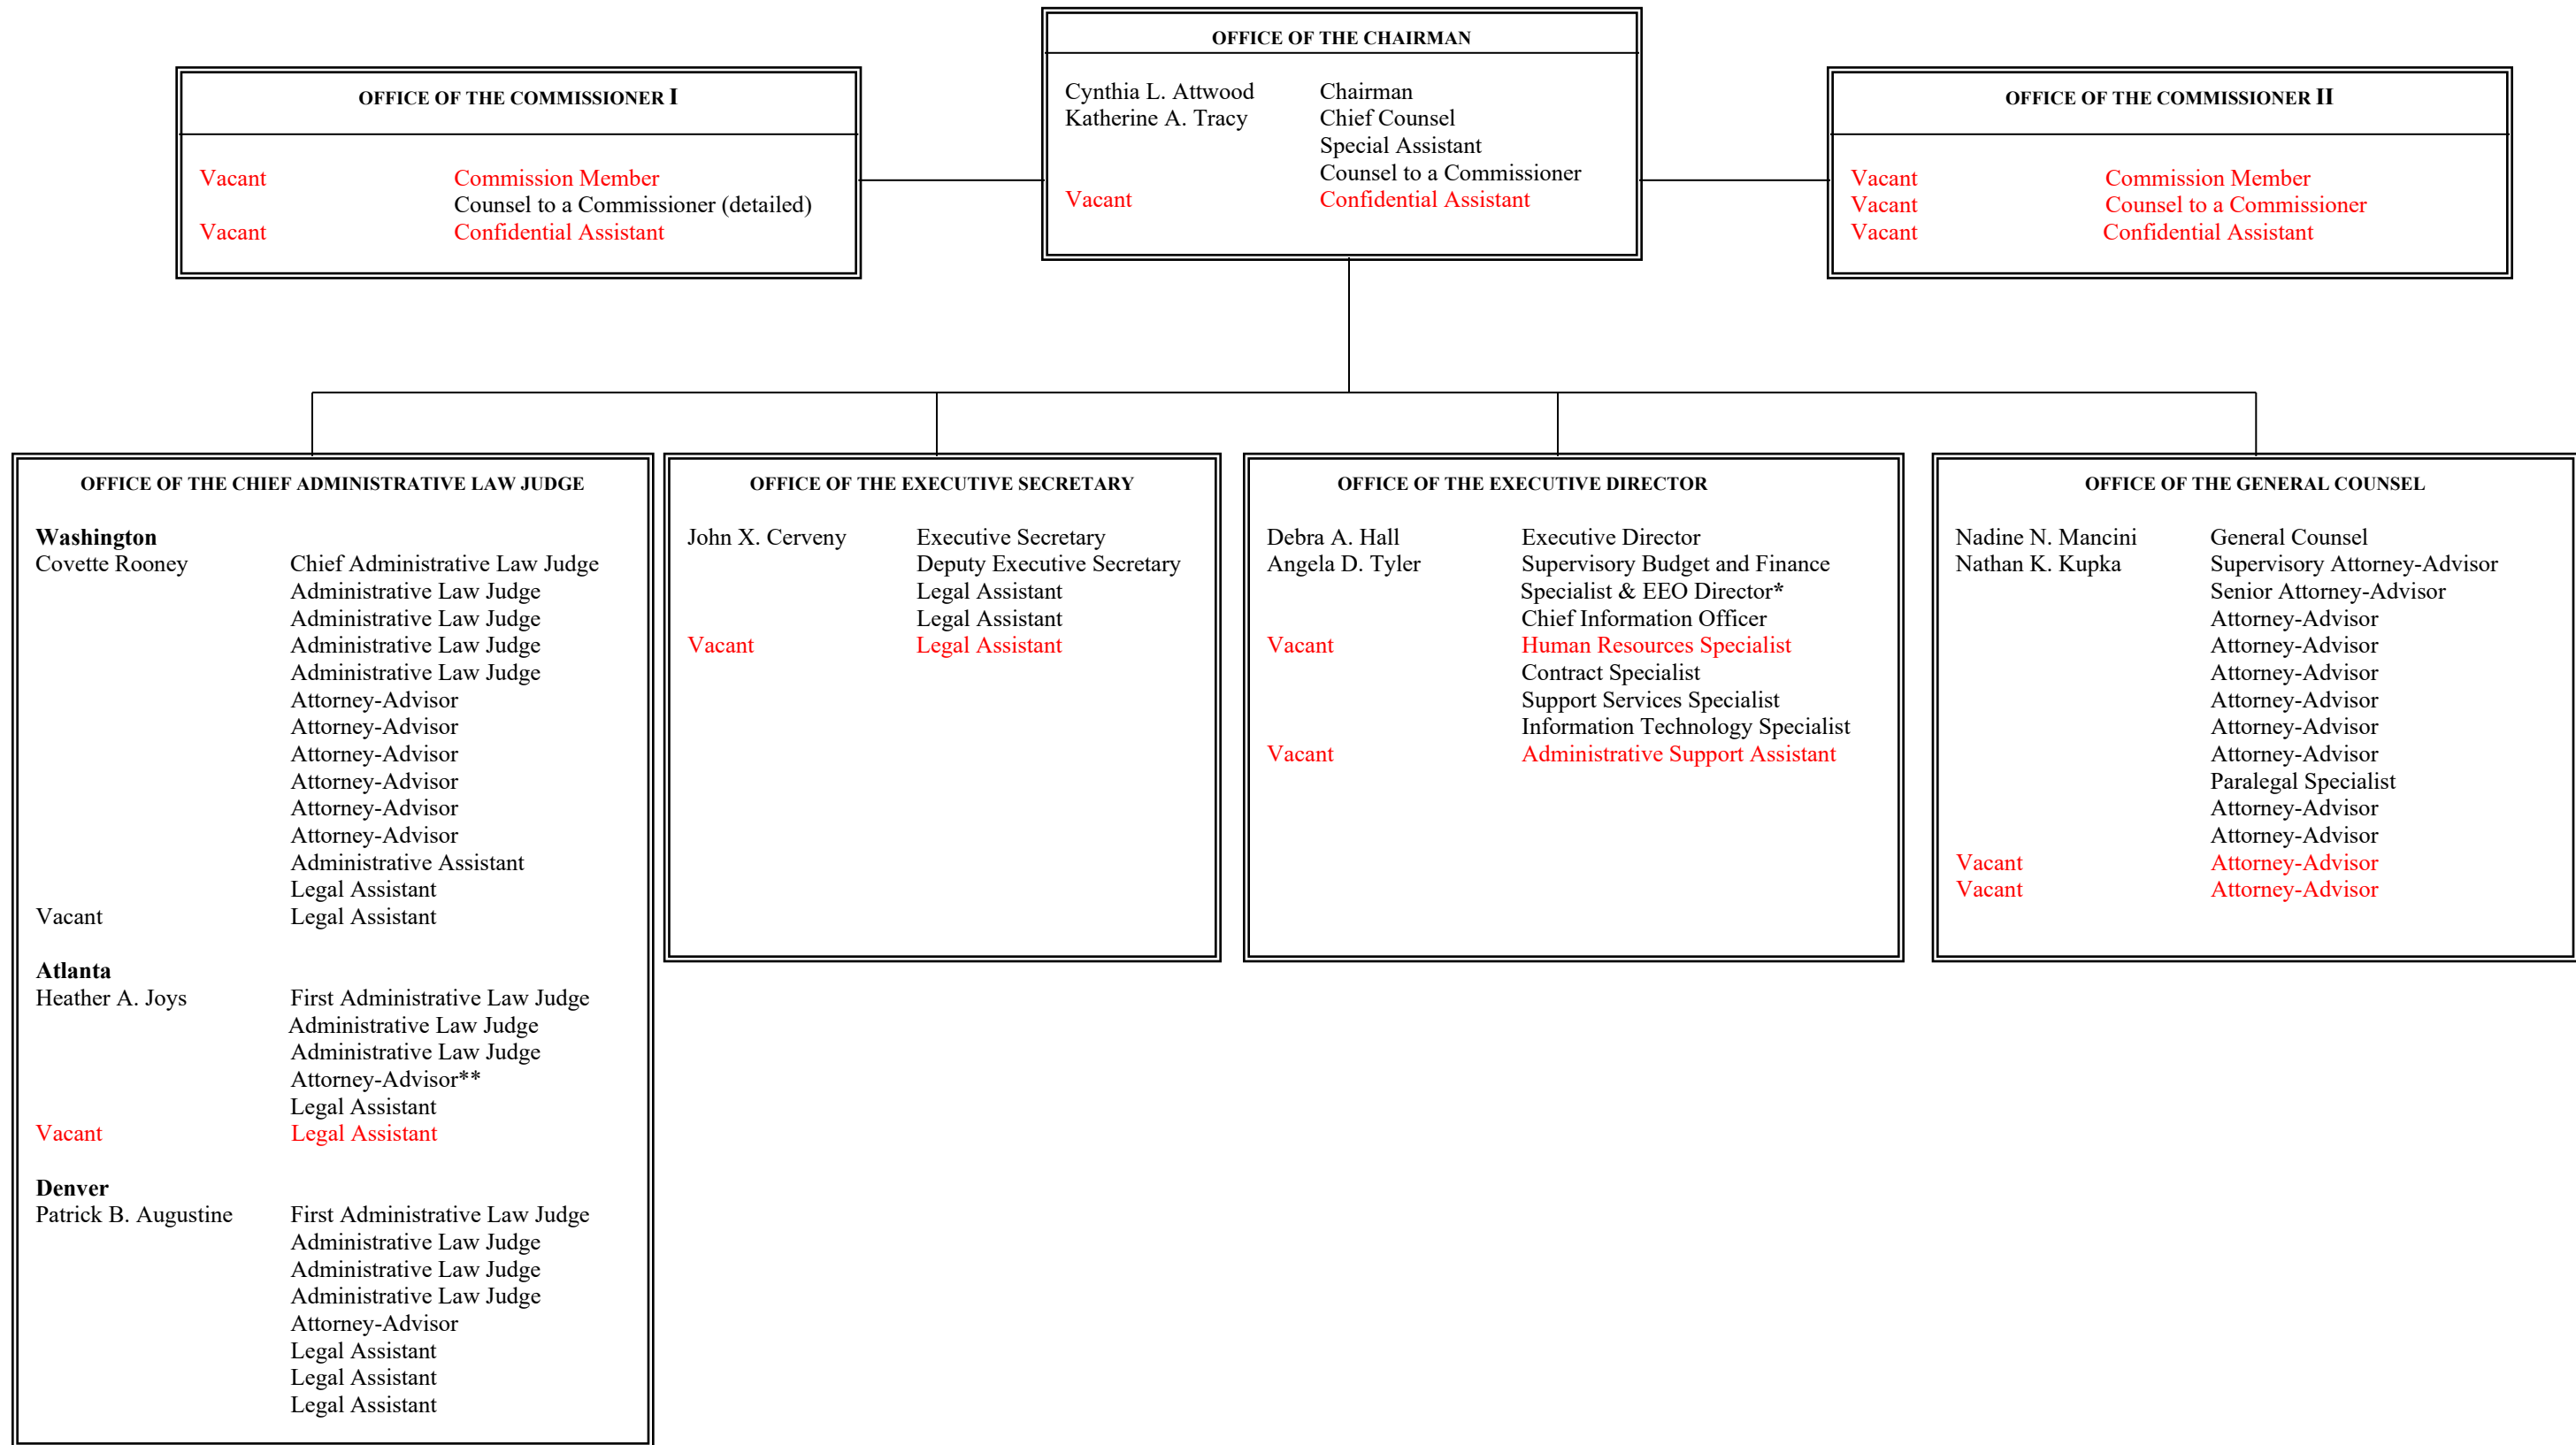 OFFICE OF THE CHAIRMAN
Cynthia L. Attwood Chairman
Katherine A. Tracy Chief Counsel
Special Assistant
Counsel to a Commissioner
Vacant Confidential Assistant
OFFICE OF THE COMMISSIONER I
Vacant Commission Member
Counsel to a Commissioner (detailed)
Vacant Confidential Assistant
OFFICE OF THE COMMISSIONER II
Vacant Commission Member
Vacant Counsel to a Commissioner
Vacant Confidential Assistant
OFFICE OF THE CHIEF ADMINISTRATIVE LAW JUDGE
Washington
Covette Rooney Chief Administrative Law Judge
Administrative Law Judge
Administrative Law Judge
Administrative Law Judge
Administrative Law Judge
Attorney-Advisor
Attorney-Advisor
Attorney-Advisor
Attorney-Advisor
Attorney-Advisor
Attorney-Advisor
Administrative Assistant
Legal Assistant
Vacant Legal Assistant
Atlanta
Heather A. Joys First Administrative Law Judge
Administrative Law Judge
Administrative Law Judge
Attorney-Advisor**
Legal Assistant
Vacant Legal Assistant
Denver
Patrick B. Augustine First Administrative Law Judge
Administrative Law Judge
Administrative Law Judge
Administrative Law Judge
Attorney-Advisor
Legal Assistant
Legal Assistant
Legal Assistant
OFFICE OF THE EXECUTIVE SECRETARY
John X. Cerveny Executive Secretary
Deputy Executive Secretary
Legal Assistant
Legal Assistant
Vacant Legal Assistant
OFFICE OF THE EXECUTIVE DIRECTOR
Debra A. Hall Executive Director
Angela D. Tyler Supervisory Budget and Finance
Specialist & EEO Director*
Chief Information Officer
Vacant Human Resources Specialist
Contract Specialist
Support Services Specialist
Information Technology Specialist
Vacant Administrative Support Assistant
OFFICE OF THE GENERAL COUNSEL
Nadine N. Mancini General Counsel
Nathan K. Kupka Supervisory Attorney-Advisor
Senior Attorney-Advisor
Attorney-Advisor
Attorney-Advisor
Attorney-Advisor
Attorney-Advisor
Attorney-Advisor
Attorney-Advisor
Paralegal Specialist
Attorney-Advisor
Attorney-Advisor
Vacant Attorney-Advisor
Vacant Attorney-Advisor